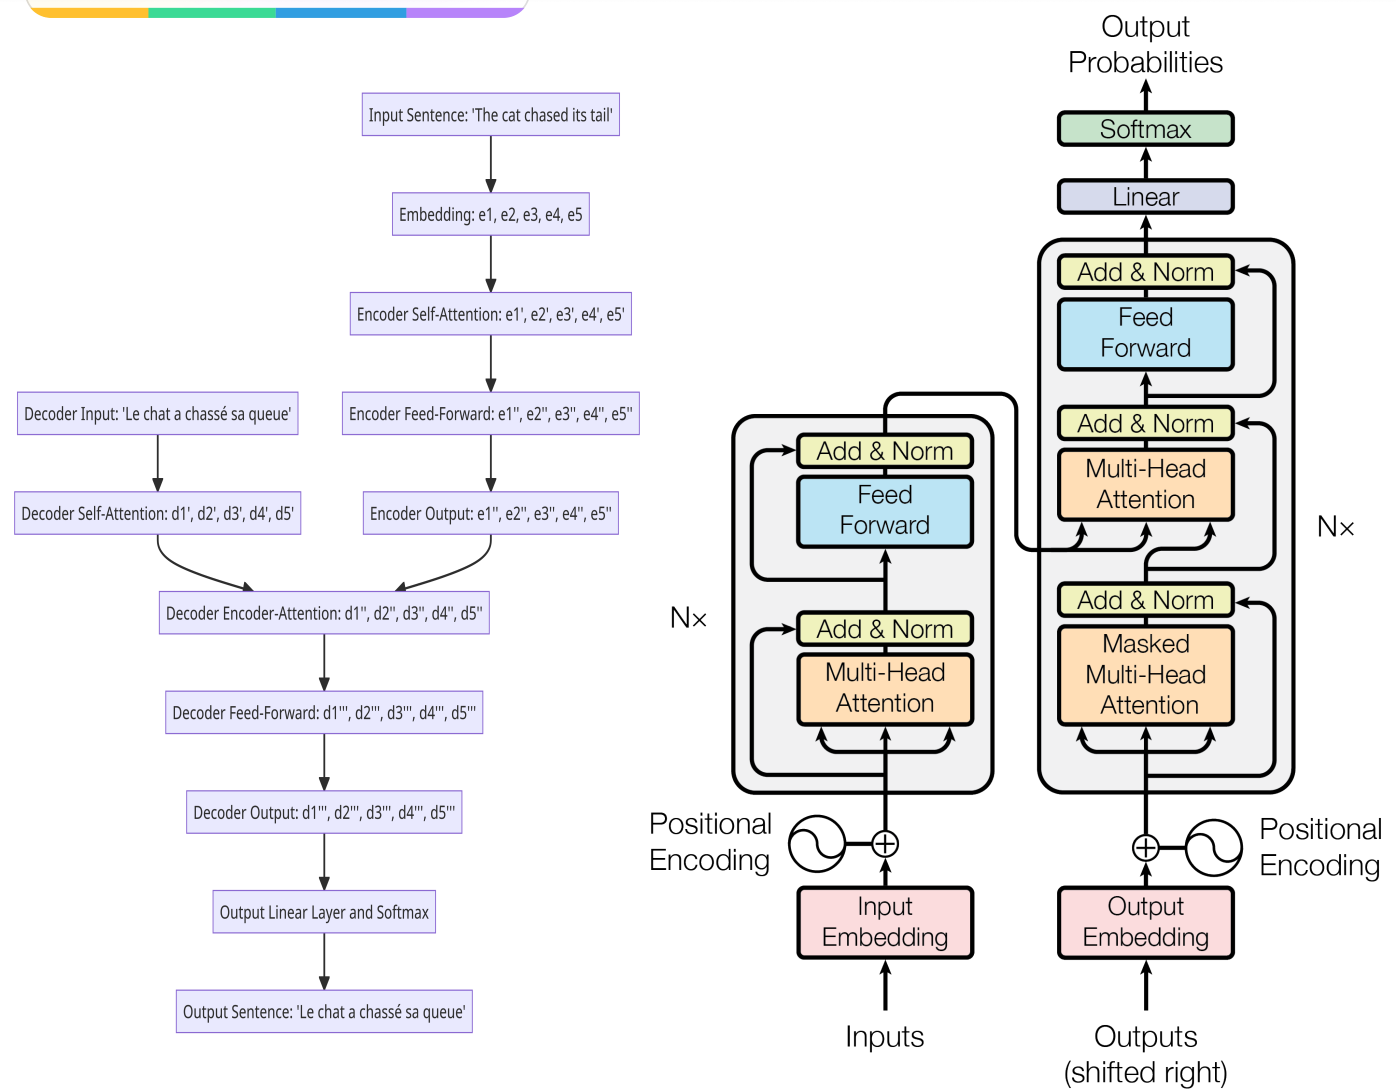 Input Sentence: 'The cat chased its tail'
Embedding: e1, e2, e3, e4, e5
Encoder Self-Attention: e1', e2', e3', e4', e5'
Decoder Input: 'Le chat a chassé sa queue'
Encoder Feed-Forward: e1'', e2'', e3'', e4'', e5''
Decoder Self-Attention: d1', d2', d3', d4', d5'
Encoder Output: e1'', e2'', e3'', e4'', e5''
Decoder Encoder-Attention: d1'', d2'', d3'', d4'', d5''
Decoder Feed-Forward: d1''', d2''', d3''', d4''', d5'''
Decoder Output: d1''', d2''', d3''', d4''', d5'''
Output Linear Layer and Softmax
Output Sentence: 'Le chat a chassé sa queue'
Output
Probabilities
Softmax
Linear
Add & Norm
Feed
Forward
Add & Norm
Multi-Head
Attention
N×
Add & Norm
Masked
Multi-Head
Attention
Positional
Encoding
Output
Embedding
Outputs
(shifted right)
Add & Norm
Feed
Forward
N×
Add & Norm
Multi-Head
Attention
Positional
Encoding
Input
Embedding
Inputs